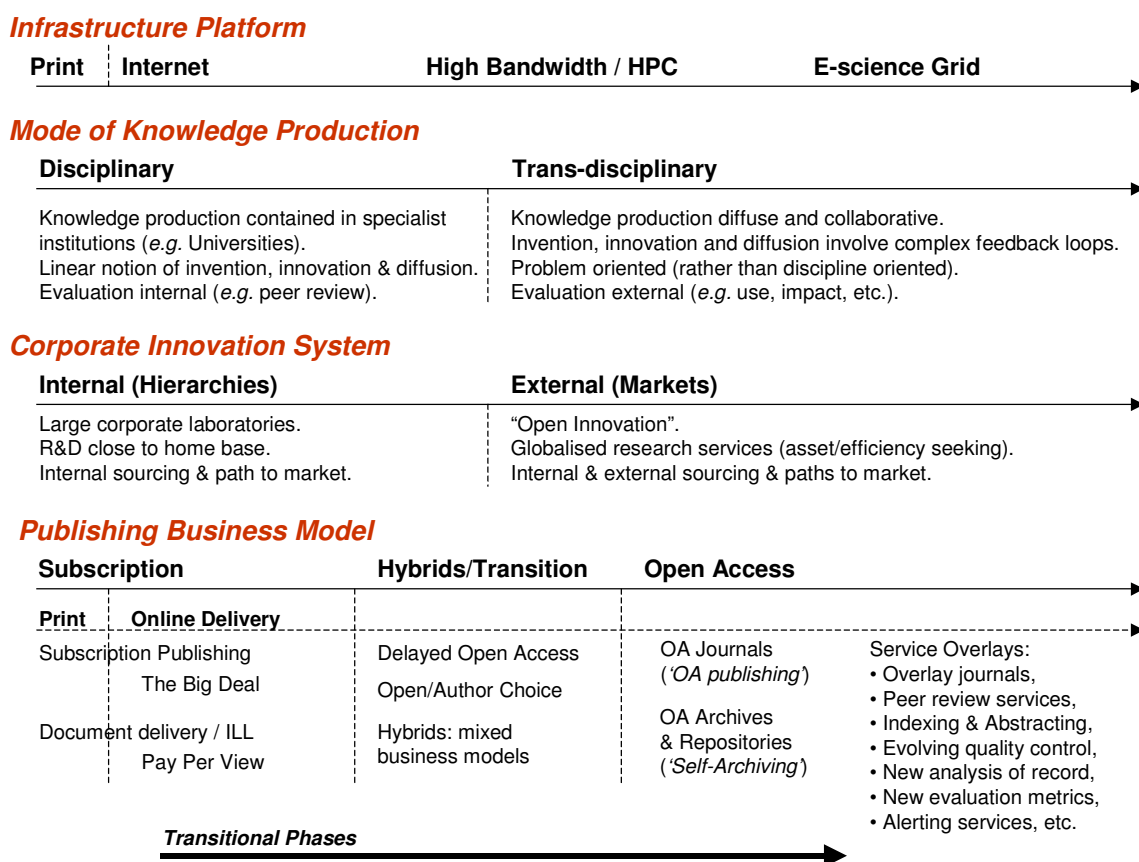 Infrastructure Platform
Print Internet High Bandwidth / HPC E-science Grid
Mode of Knowledge Production
Disciplinary
Knowledge production contained in specialist
institutions (e.g. Universities).
Linear notion of invention, innovation & diffusion.
Evaluation internal (e.g. peer review).
Trans-disciplinary
Knowledge production diffuse and collaborative.
Invention, innovation and diffusion involve complex feedback loops.
Problem oriented (rather than discipline oriented).
Evaluation external (e.g. use, impact, etc.).
Corporate Innovation System
Internal (Hierarchies)
Large corporate laboratories.
R&D close to home base.
Internal sourcing & path to market.
External (Markets)
“Open Innovation”.
Globalised research services (asset/efficiency seeking).
Internal & external sourcing & paths to market.
Publishing Business Model
Subscription Hybrids/Transition Open Access
Print Online Delivery
Subscription Publishing
The Big Deal
Document delivery / ILL
Pay Per View
Delayed Open Access
Open/Author Choice
Hybrids: mixed
business models
OA Journals
(‘OA publishing’)
OA Archives
& Repositories
(‘Self-Archiving’)
Service Overlays:
• Overlay journals,
• Peer review services,
• Indexing & Abstracting,
• Evolving quality control,
• New analysis of record,
• New evaluation metrics,
• Alerting services, etc.
Transitional Phases